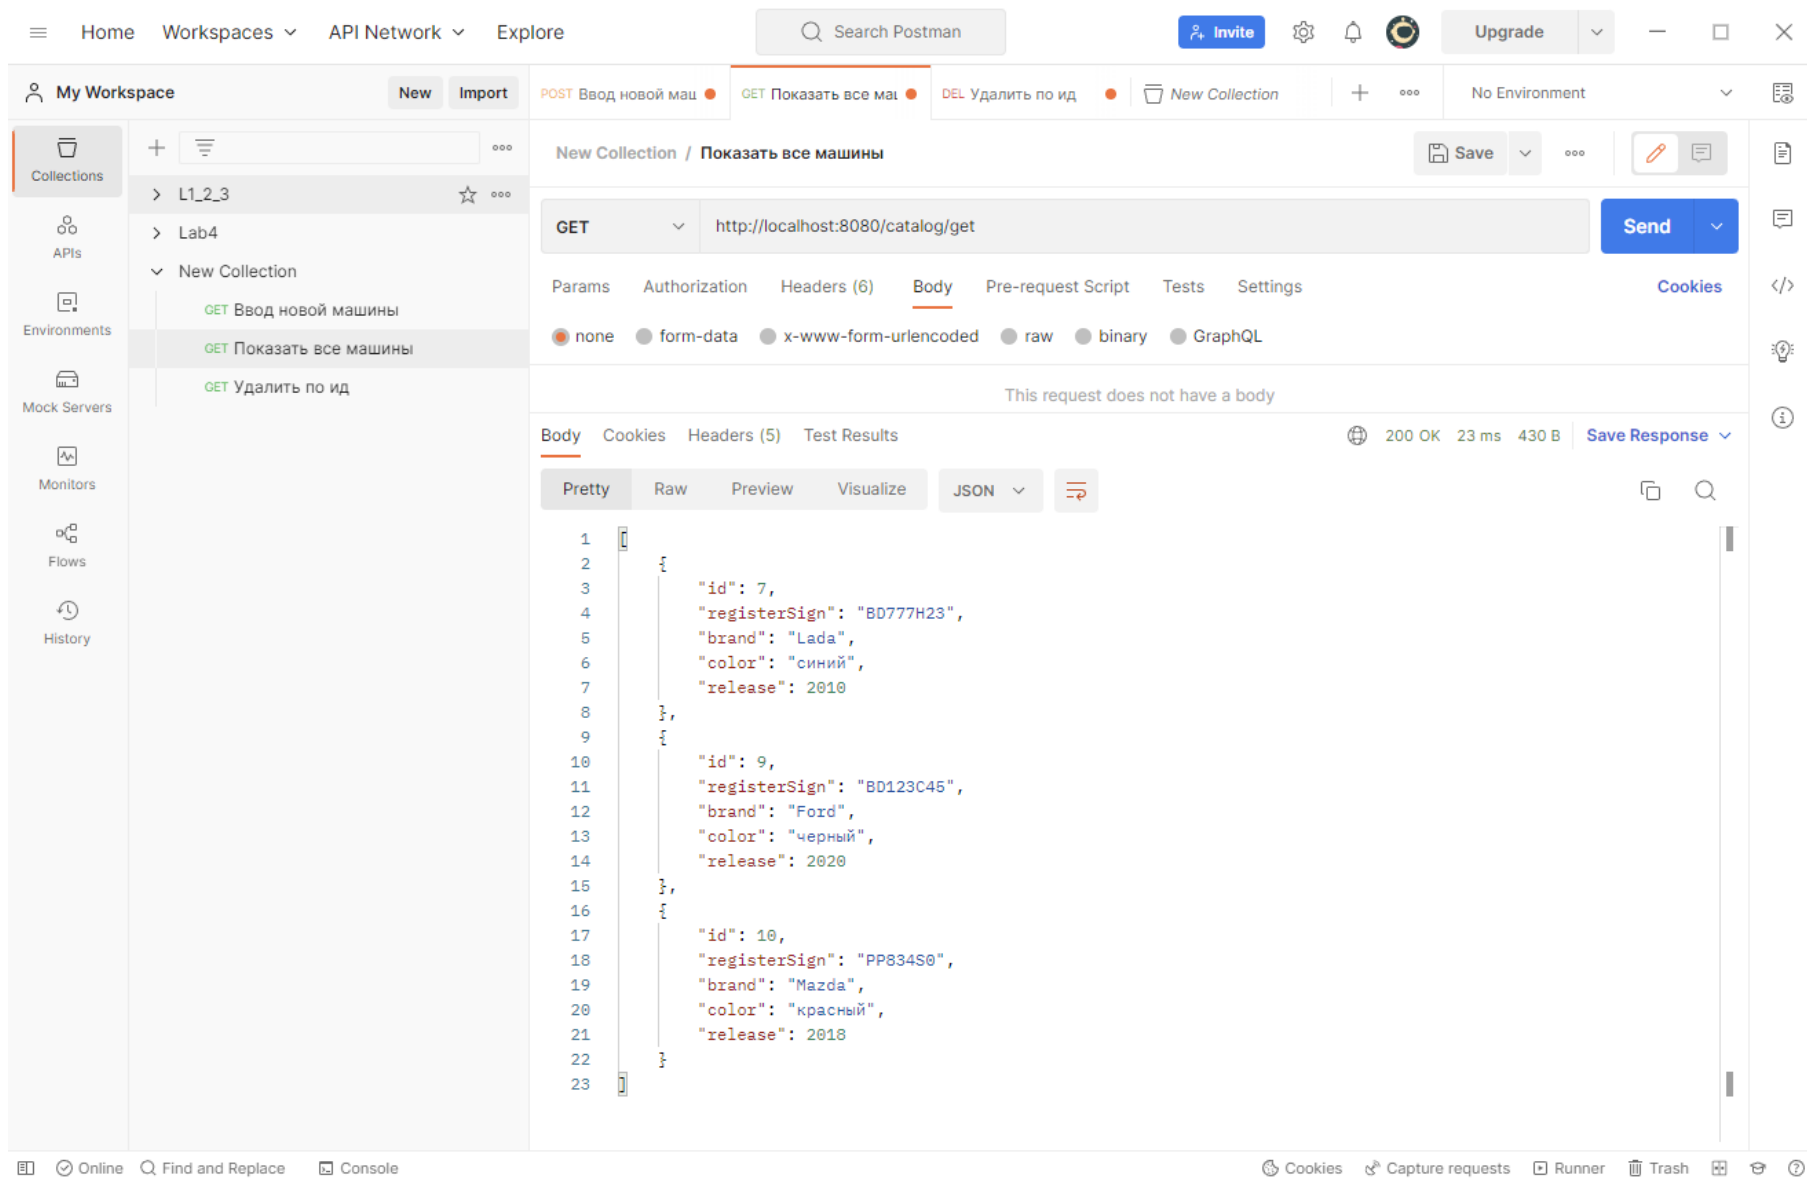 Home Workspaces API Network Explore Search Postman Invite Upgrade
My Workspace New Import POST Ввод новой маш GET Показать все маш DEL Удалить по ид New Collection No Environment
Collections
APIs
Environments
Mock Servers
Monitors
Flows
History
L1_2_3
Lab4
New Collection
GET Ввод новой машины
GET Показать все машины
GET Удалить по ид
New Collection / Показать все машины Save
GET http://localhost:8080/catalog/get Send
Params Authorization Headers (6) Body Pre-request Script Tests Settings Cookies
none form-data x-www-form-urlencoded raw binary GraphQL
This request does not have a body
Body Cookies Headers (5) Test Results 200 OK 23 ms 430 B Save Response
Pretty Raw Preview Visualize JSON
1 [
2 {
3 "id": 7,
4 "registerSign": "BD777H23",
5 "brand": "Lada",
6 "color": "синий",
7 "release": 2010
8 },
9 {
10 "id": 9,
11 "registerSign": "BD123C45",
12 "brand": "Ford",
13 "color": "черный",
14 "release": 2020
15 },
16 {
17 "id": 10,
18 "registerSign": "PP834S0",
19 "brand": "Mazda",
20 "color": "красный",
21 "release": 2018
22 }
23 ]
Online Find and Replace Console Cookies Capture requests Runner Trash